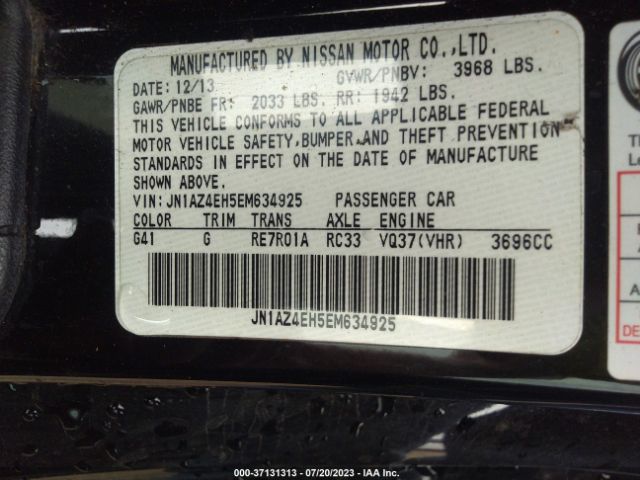 MANUFACTURED BY NISSAN MOTOR CO.,LTD.
DATE: 12/13 GVWR/PNBV: 3968 LBS.
GAWR/PNBE FR: 2033 LBS. RR: 1942 LBS.
THIS VEHICLE CONFORMS TO ALL APPLICABLE FEDERAL
MOTOR VEHICLE SAFETY, BUMPER, AND THEFT PREVENTION
STANDARDS IN EFFECT ON THE DATE OF MANUFACTURE
SHOWN ABOVE.
VIN: JN1AZ4EH5EM634925 PASSENGER CAR
COLOR TRIM TRANS AXLE ENGINE
G41 G RE7R01A RC33 VQ37(VHR) 3696CC
JN1AZ4EH5EM634925
000-37131313 - 07/20/2023 - IAA Inc.